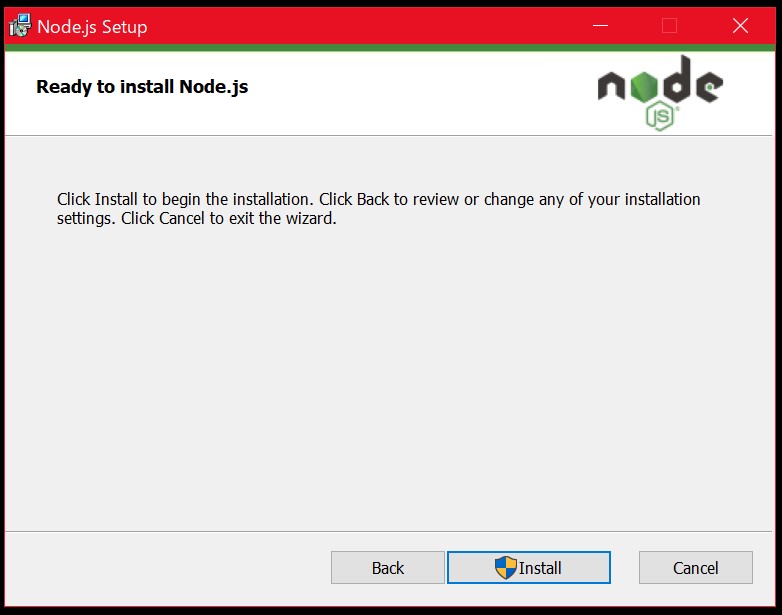 Node.js Setup
Ready to install Node.js
node
JS
Click Install to begin the installation. Click Back to review or change any of your installation
settings. Click Cancel to exit the wizard.
Back
Install
Cancel